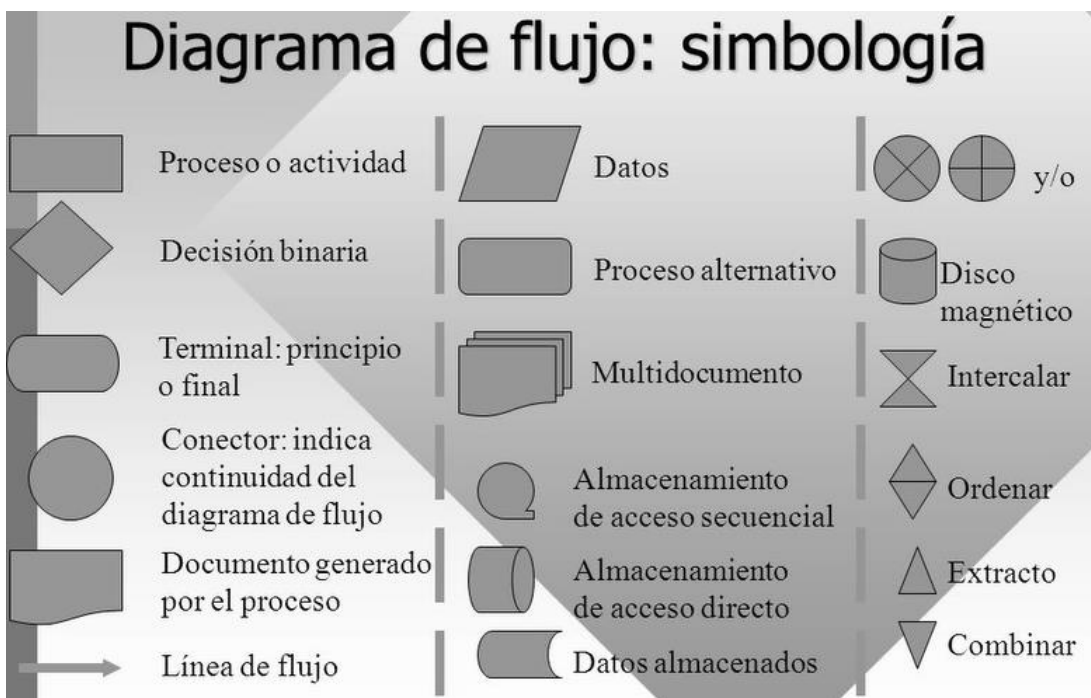 Diagrama de flujo: simbología
Proceso o actividad
Decisión binaria
Terminal: principio
o final
Conector: indica
continuidad del
diagrama de flujo
Documento generado
por el proceso
Línea de flujo
Datos
Proceso alternativo
Multidocumento
Almacenamiento
de acceso secuencial
Almacenamiento
de acceso directo
Datos almacenados
y/o
Disco
magnético
Intercalar
Ordenar
Extracto
Combinar